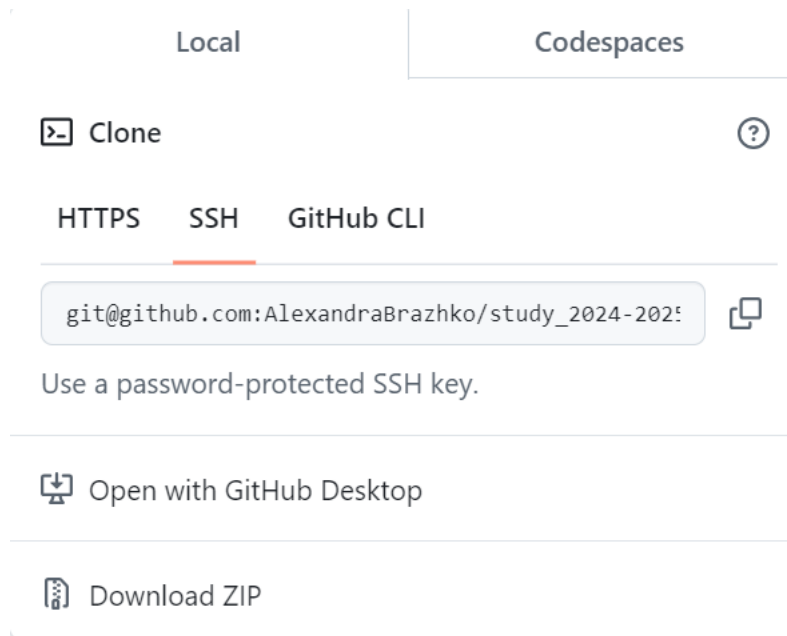 Local Codespaces
Clone
HTTPS SSH GitHub CLI
git@github.com:AlexandraBrazhko/study_2024-2025
Use a password-protected SSH key.
Open with GitHub Desktop
Download ZIP